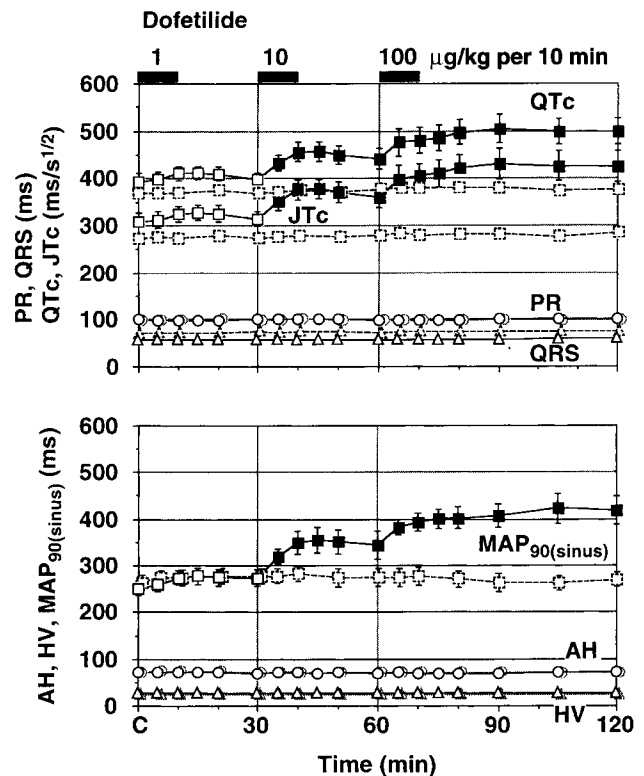 Dofetilide
1 10 100 µg/kg per 10 min
600
500
400
300
200
100
0
PR, QRS (ms)
QTc, JTc (ms/s1/2)
QTc
JTc
PR
QRS
600
500
400
300
200
100
0
AH, HV, MAP90(sinus) (ms)
MAP90(sinus)
AH
HV
C 30 60 90 120
Time (min)